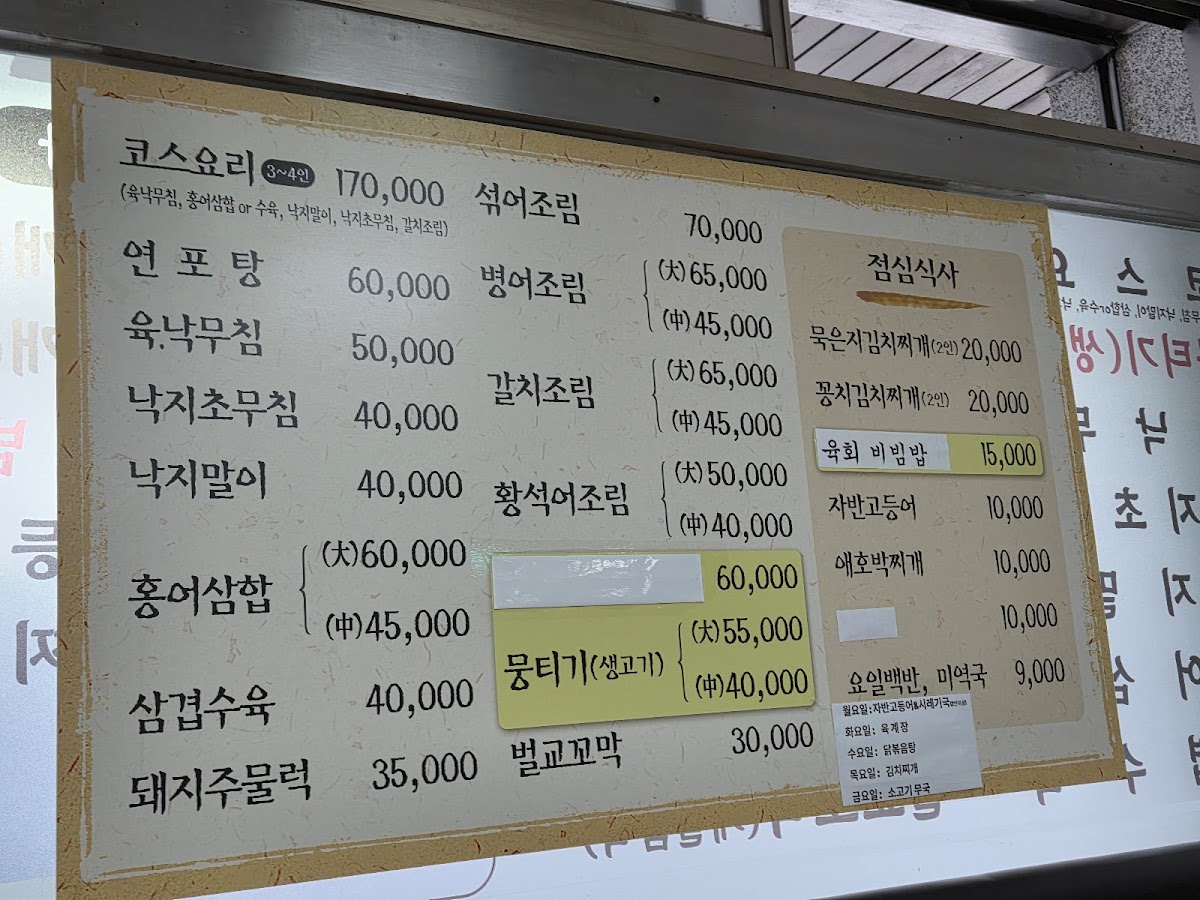 코스요리 3~4인 170,000
(육낙무침, 홍어삼합 or 수육, 낙지말이, 낙지초무침, 갈치조림)
연포탕 60,000
육.낙무침 50,000
낙지초무침 40,000
낙지말이 40,000
홍어삼합 (大)60,000
(中)45,000
삼겹수육 40,000
돼지주물럭 35,000
섞어조림 70,000
병어조림 (大)65,000
(中)45,000
갈치조림 (大)65,000
(中)45,000
황석어조림 (大)50,000
(中)40,000
60,000
뭉티기(생고기) (大)55,000
(中)40,000
벌교꼬막 30,000
점심식사
묵은지김치찌개(2인) 20,000
꽁치김치찌개(2인) 20,000
육회 비빔밥 15,000
자반고등어 10,000
애호박찌개 10,000
10,000
요일백반, 미역국 9,000
월요일:자반고등어&시레기국
화요일: 육계장
수요일: 닭볶음탕
목요일: 김치찌개
금요일: 소고기무국